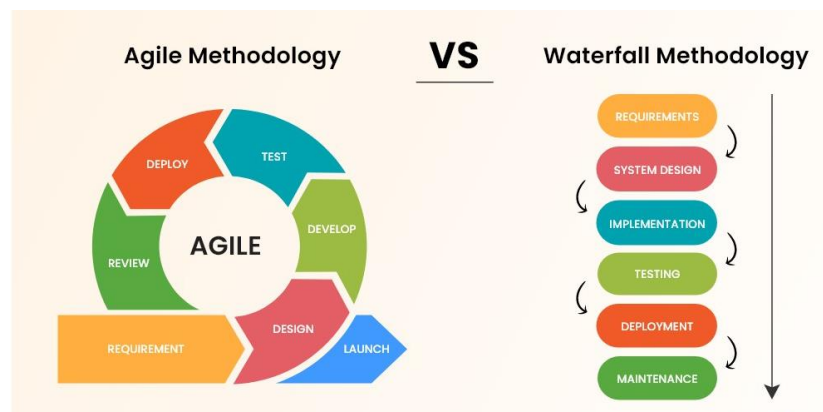 Agile Methodology
VS
Waterfall Methodology
DEPLOY
TEST
REVIEW
AGILE
DEVELOP
REQUIREMENT
DESIGN
LAUNCH
REQUIREMENTS
SYSTEM DESIGN
IMPLEMENTATION
TESTING
DEPLOYMENT
MAINTENANCE